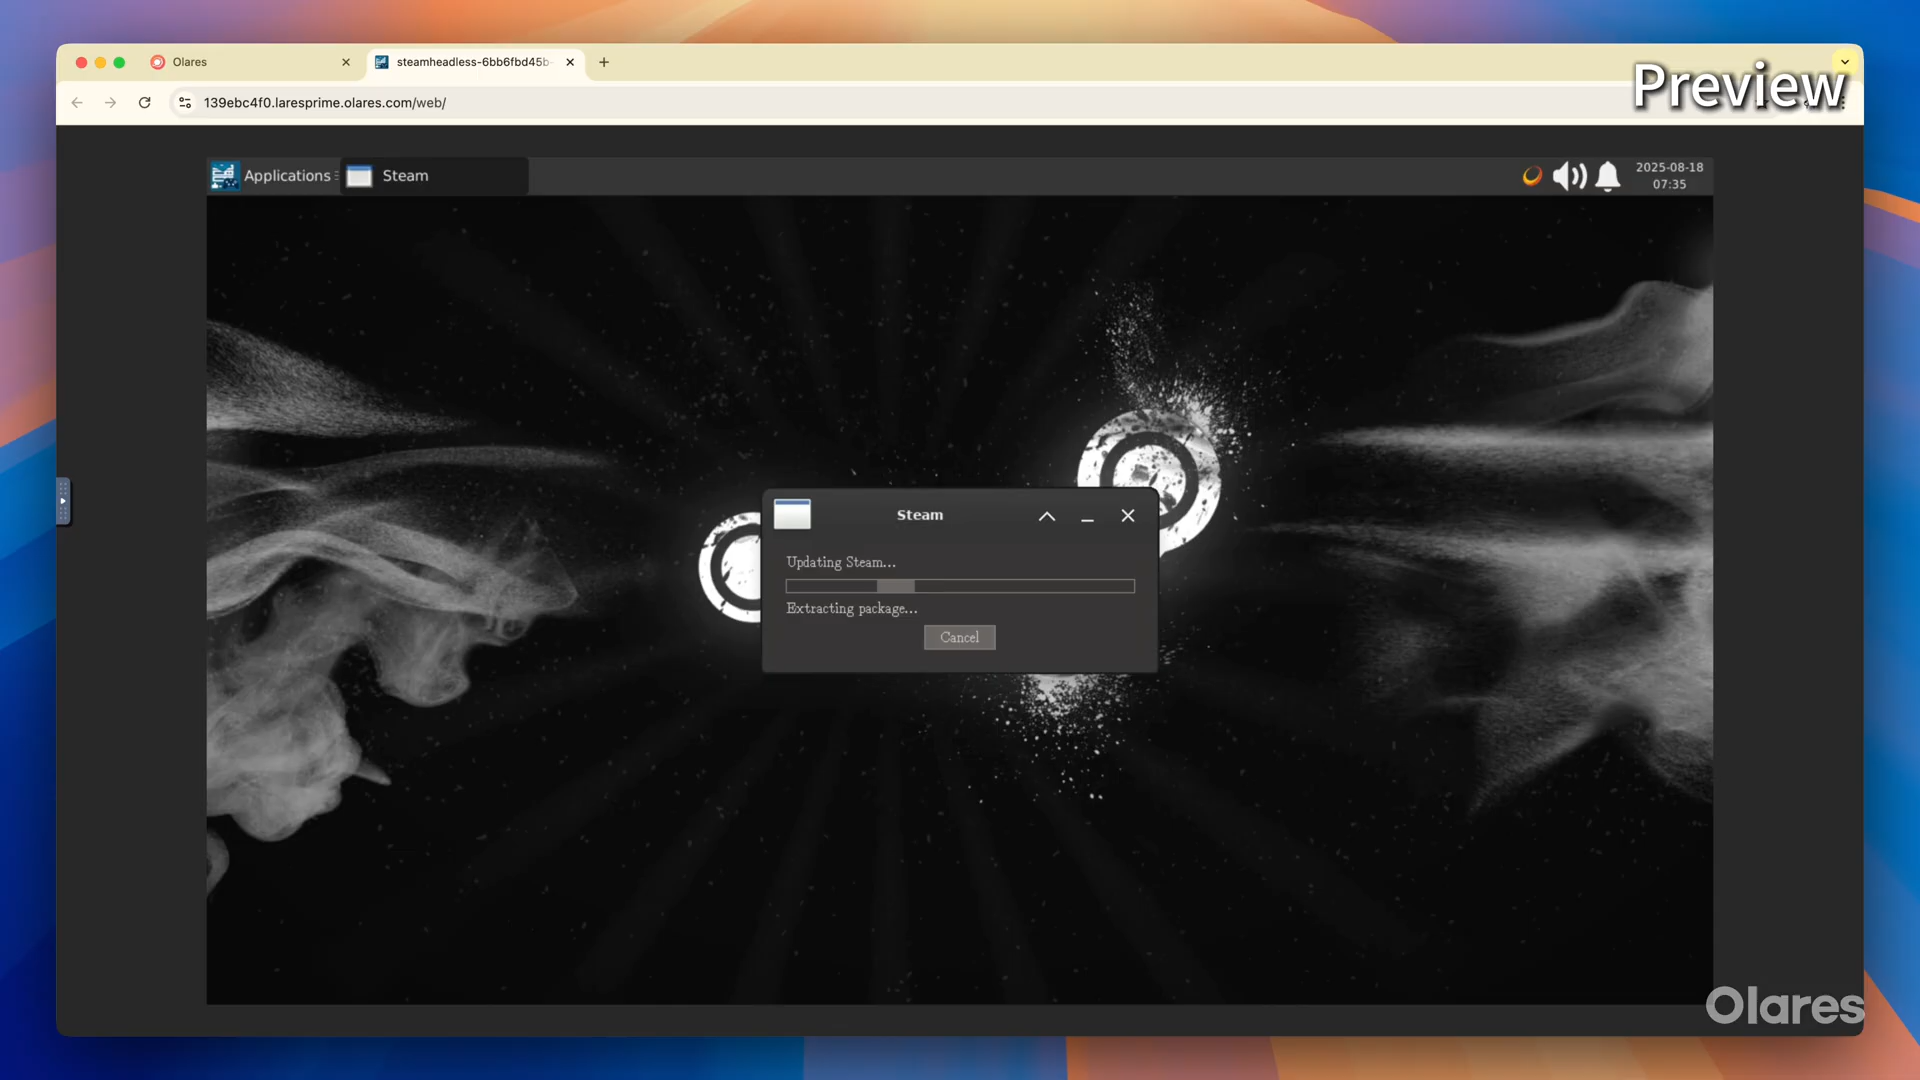 Olares
steamheadless-6bb6fbd45b-
139ebc4f0.laresprime.olares.com/web/
Preview
Applications
Steam
2025-08-18
07:35
Steam
Updating Steam...
Extracting package...
Cancel
Olares